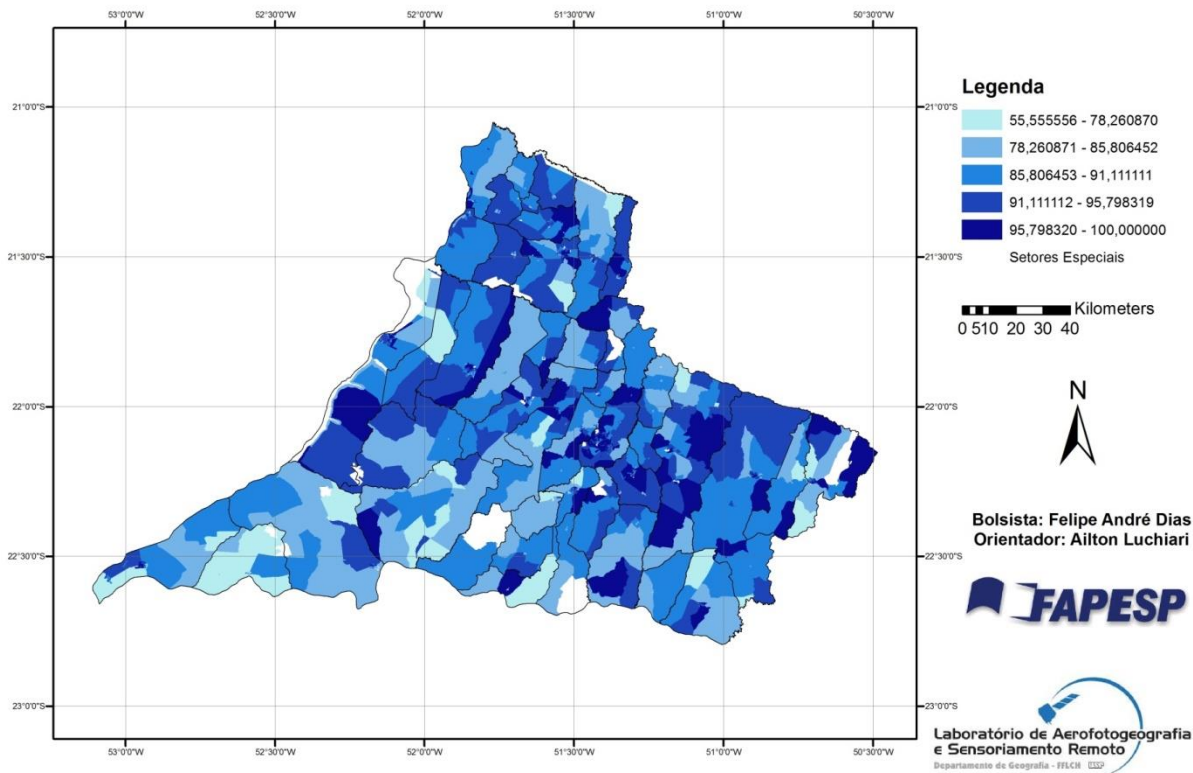 53°0'0"W 52°30'0"W 52°0'0"W 51°30'0"W 51°0'0"W 50°30'0"W
21°0'0"S 21°0'0"S
21°30'0"S 21°30'0"S
22°0'0"S 22°0'0"S
22°30'0"S 22°30'0"S
23°0'0"S 23°0'0"S
53°0'0"W 52°30'0"W 52°0'0"W 51°30'0"W 51°0'0"W 50°30'0"W
Legenda
55,555556 - 78,260870
78,260871 - 85,806452
85,806453 - 91,111111
91,111112 - 95,798319
95,798320 - 100,000000
Setores Especiais
Kilometers
0 5 10 20 30 40
N
Bolsista: Felipe André Dias
Orientador: Ailton Luchiari
FAPESP
Laboratório de Aerofotogeografia
e Sensoriamento Remoto
Departamento de Geografia - FFLCH